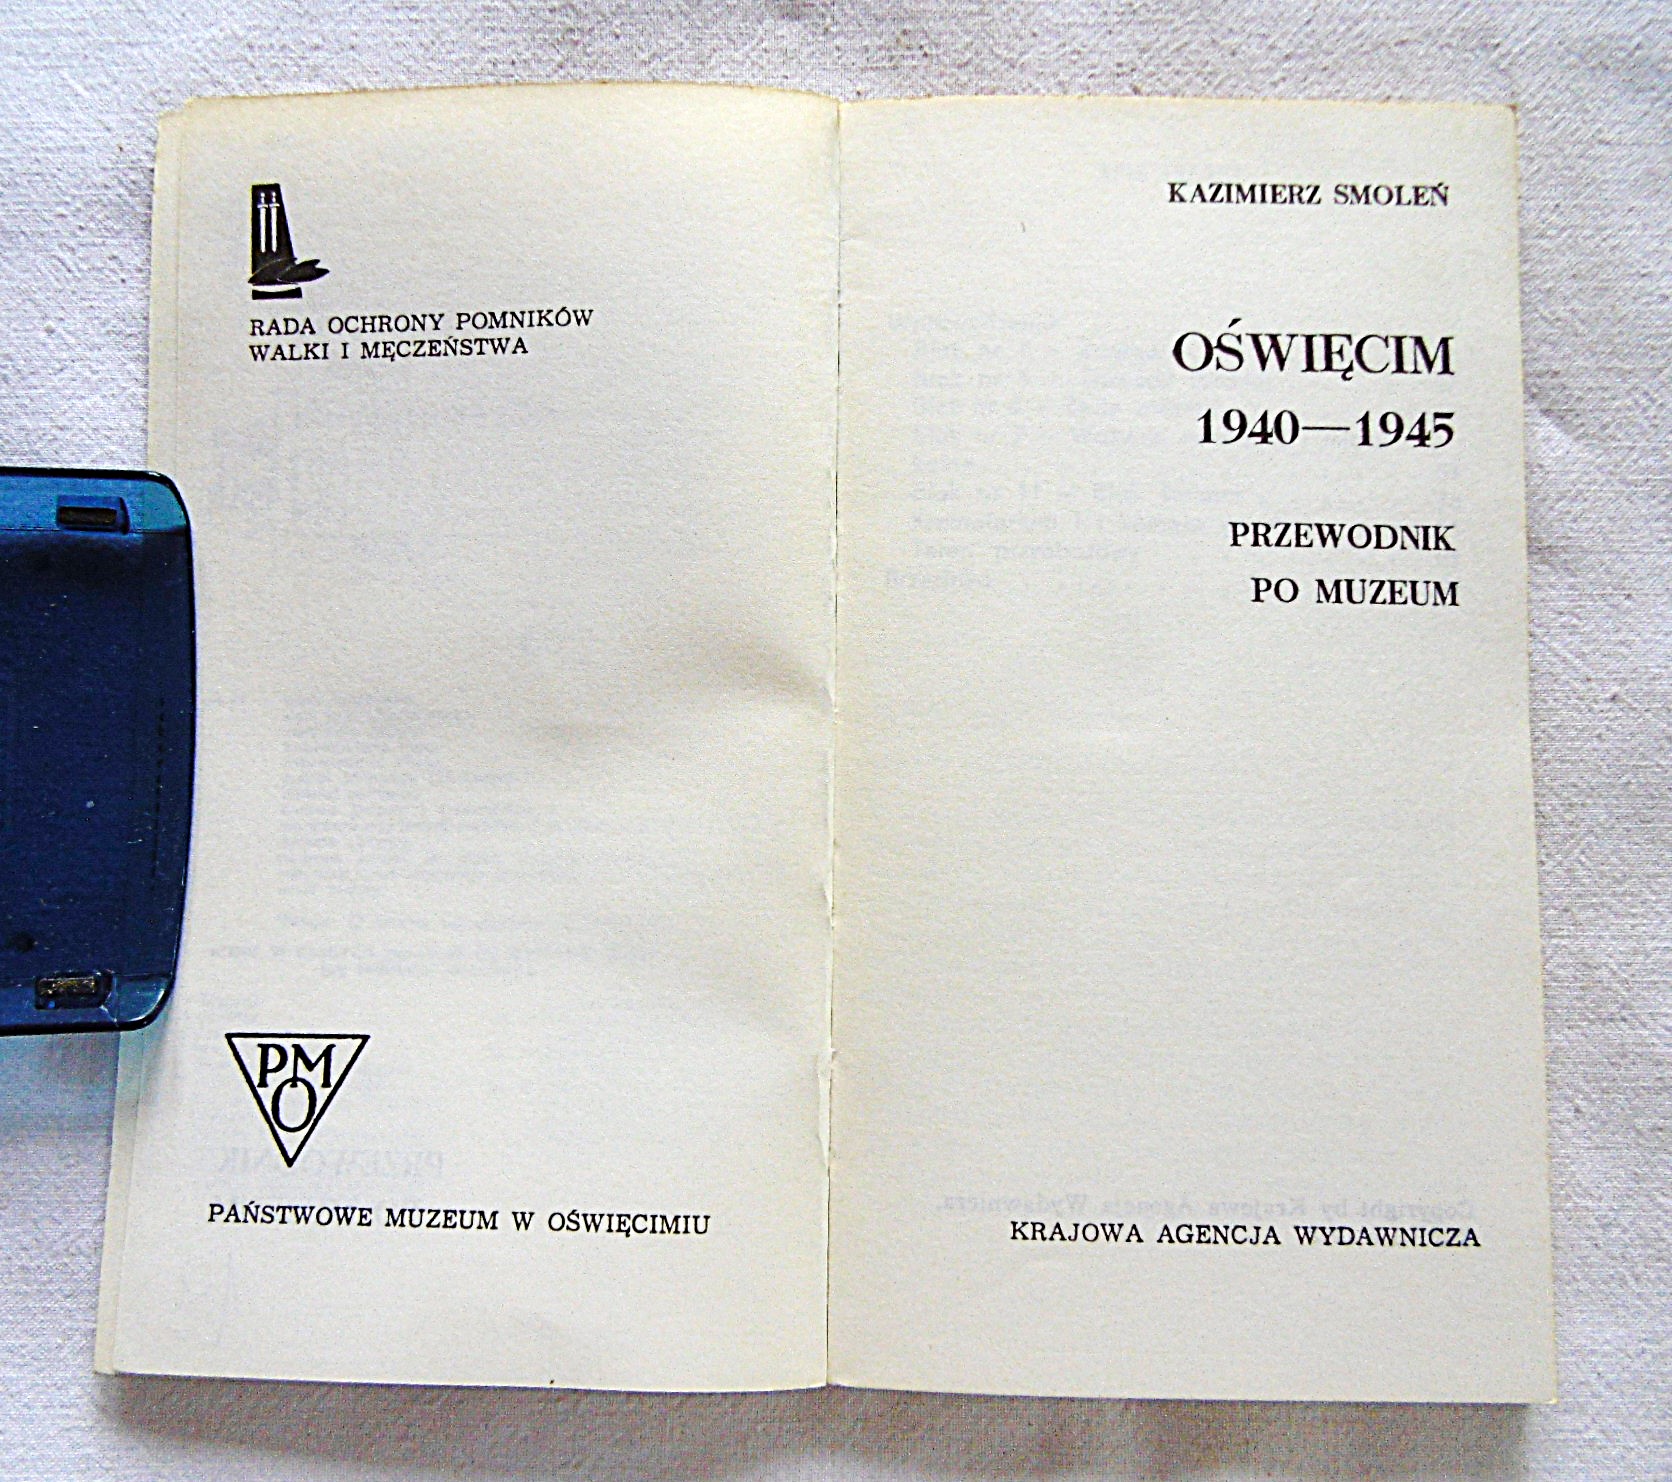 RADA OCHRONY POMNIKÓW
WALKI I MĘCZEŃSTWA
PMO
PAŃSTWOWE MUZEUM W OŚWIĘCIMIU
KAZIMIERZ SMOLEŃ
OŚWIĘCIM
1940—1945
PRZEWODNIK
PO MUZEUM
KRAJOWA AGENCJA WYDAWNICZA